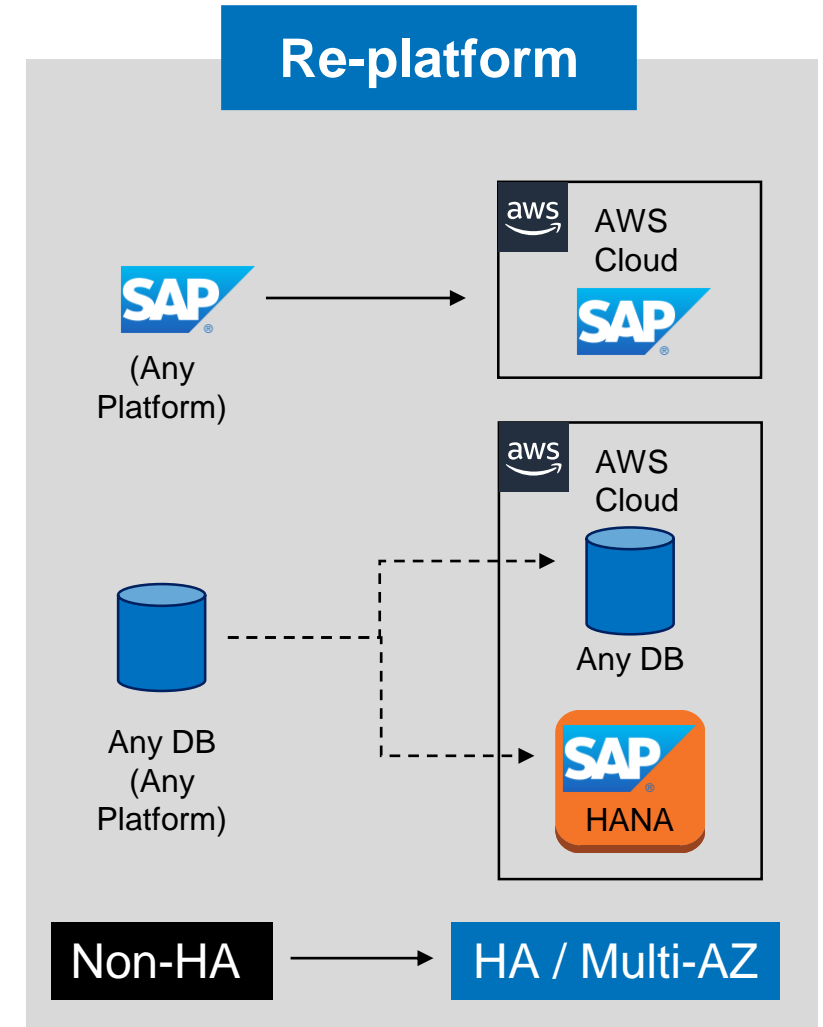 Re-platform
aws
AWS
Cloud
SAP
®
SAP
®
(Any
Platform)
aws
AWS
Cloud
Any DB
Any DB
(Any
Platform)
SAP
®
HANA
Non-HA
HA / Multi-AZ